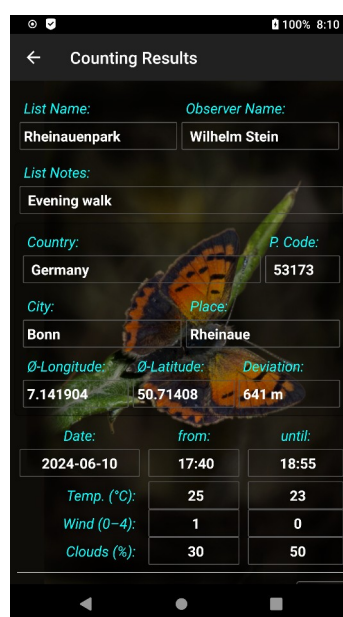 100% 8:10
Counting Results
List Name: Observer Name:
Rheinauenpark Wilhelm Stein
List Notes:
Evening walk
Country: P. Code:
Germany 53173
City: Place:
Bonn Rheinaue
Ø-Longitude: Ø-Latitude: Deviation:
7.141904 50.71408 641 m
Date: from: until:
2024-06-10 17:40 18:55
Temp. (°C): 25 23
Wind (0–4): 1 0
Clouds (%): 30 50